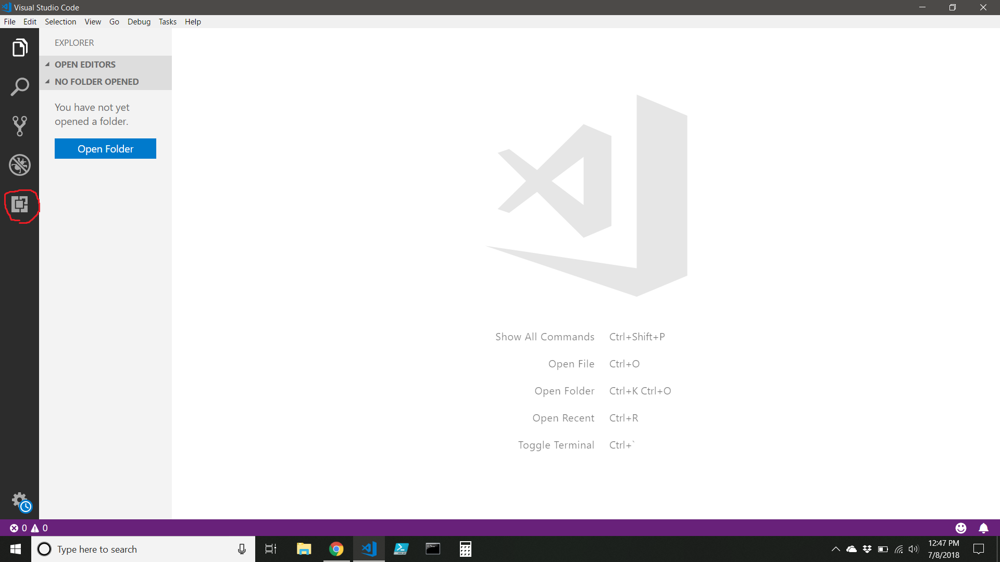 Visual Studio Code
File Edit Selection View Go Debug Tasks Help
EXPLORER
OPEN EDITORS
NO FOLDER OPENED
You have not yet
opened a folder.
Open Folder
Show All Commands Ctrl+Shift+P
Open File Ctrl+O
Open Folder Ctrl+K Ctrl+O
Open Recent Ctrl+R
Toggle Terminal Ctrl+`
0 0
Type here to search
12:47 PM
7/8/2018